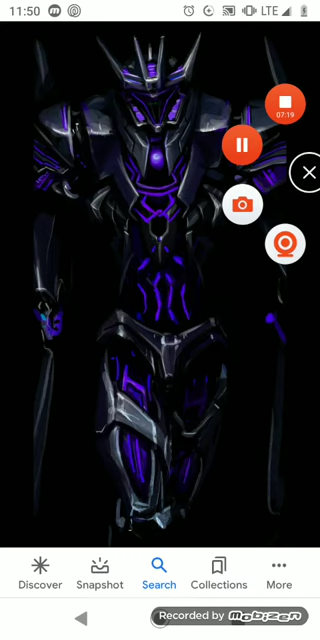 11:50
LTE
07:19
Discover
Snapshot
Search
Collections
More
Recorded by mobizen